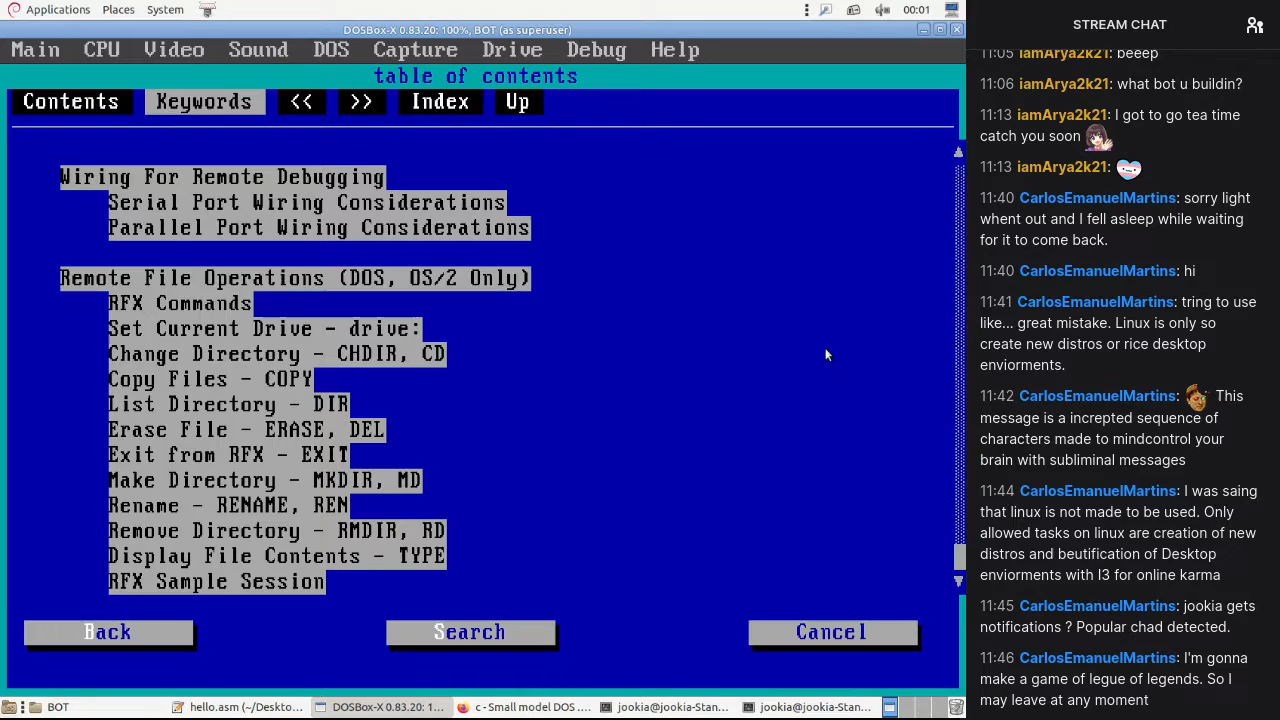 Applications Places System 00:01
DOSBox-X 0.83.20: 100%, BOT (as superuser)
Main CPU Video Sound DOS Capture Drive Debug Help
table of contents
Contents Keywords << >> Index Up
Wiring For Remote Debugging
Serial Port Wiring Considerations
Parallel Port Wiring Considerations
Remote File Operations (DOS, OS/2 Only)
RFX Commands
Set Current Drive - drive:
Change Directory - CHDIR, CD
Copy Files - COPY
List Directory - DIR
Erase File - ERASE, DEL
Exit from RFX - EXIT
Make Directory - MKDIR, MD
Rename - RENAME, REN
Remove Directory - RMDIR, RD
Display File Contents - TYPE
RFX Sample Session
Back Search Cancel
BOT hello.asm (~/Deskto... DOSBox-X 0.83.20: 1... c - Small model DOS .... jookia@jookia-Stan... jookia@jookia-Stan...
STREAM CHAT
11:05 iamArya2k21: beeep
11:06 iamArya2k21: what bot u buildin?
11:13 iamArya2k21: I got to go tea time
catch you soon
11:13 iamArya2k21:
11:40 CarlosEmanuelMartins: sorry light
whent out and I fell asleep while waiting
for it to come back.
11:40 CarlosEmanuelMartins: hi
11:41 CarlosEmanuelMartins: tring to use
like... great mistake. Linux is only so
create new distros or rice desktop
enviorments.
11:42 CarlosEmanuelMartins: This
message is a increpted sequence of
characters made to mindcontrol your
brain with subliminal messages
11:44 CarlosEmanuelMartins: I was saing
that linux is not made to be used. Only
allowed tasks on linux are creation of new
distros and beutification of Desktop
enviorments with I3 for online karma
11:45 CarlosEmanuelMartins: jookia gets
notifications ? Popular chad detected.
11:46 CarlosEmanuelMartins: I'm gonna
make a game of legue of legends. So I
may leave at any moment